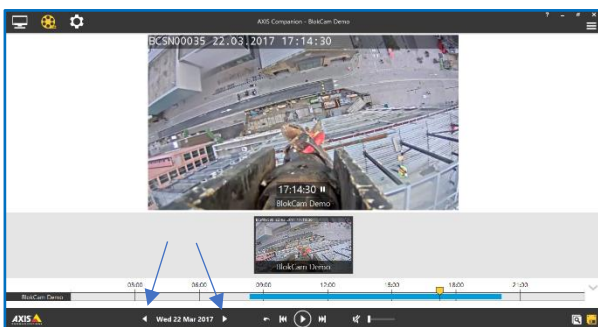 AXIS Companion - BlokCam Demo
BCSN00035 22.03.2017 17:14:30
17:14:30
BlokCam Demo
BlokCam Demo
03:00 06:00 09:00 12:00 15:00 18:00 21:00
BlokCam Demo
AXIS
Wed 22 Mar 2017